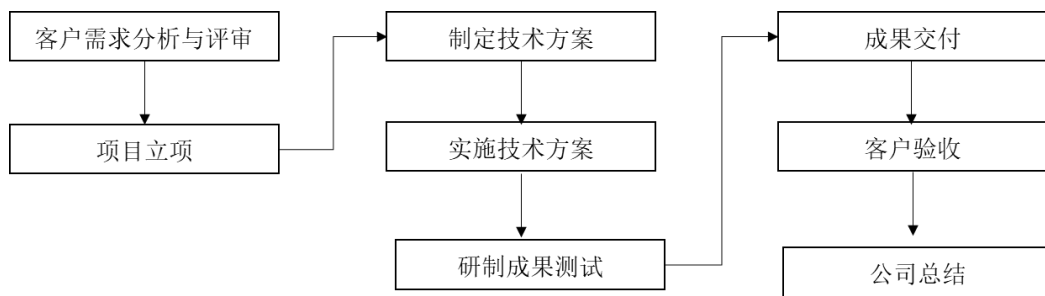 客户需求分析与评审
项目立项
制定技术方案
实施技术方案
研制成果测试
成果交付
客户验收
公司总结